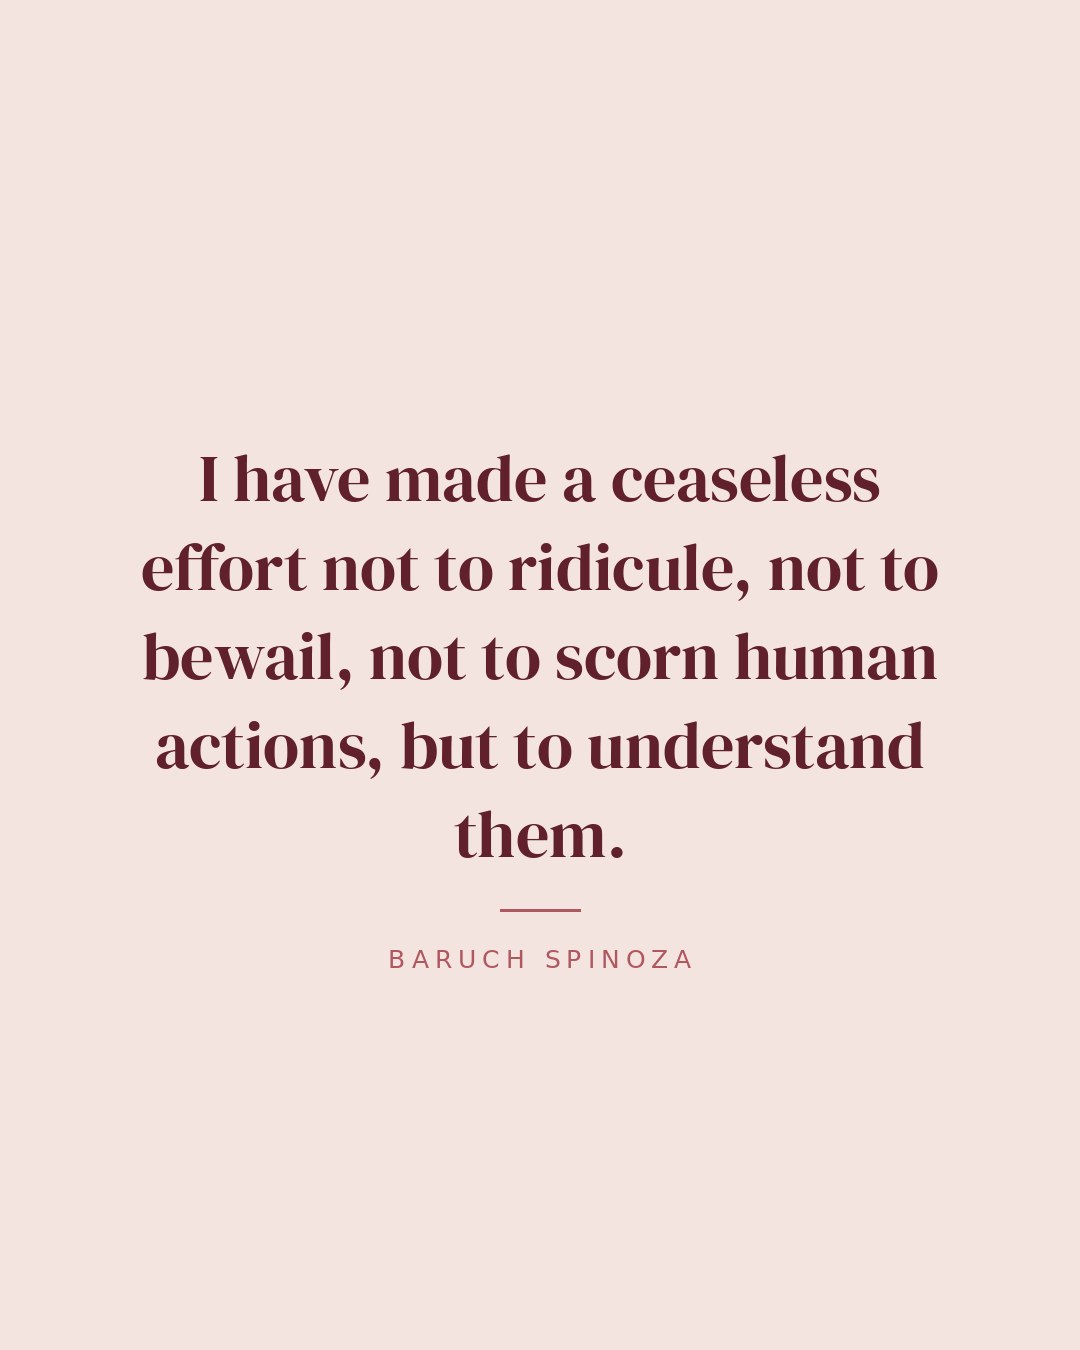 I have made a ceaseless
effort not to ridicule, not to
bewail, not to scorn human
actions, but to understand
them.
BARUCH SPINOZA